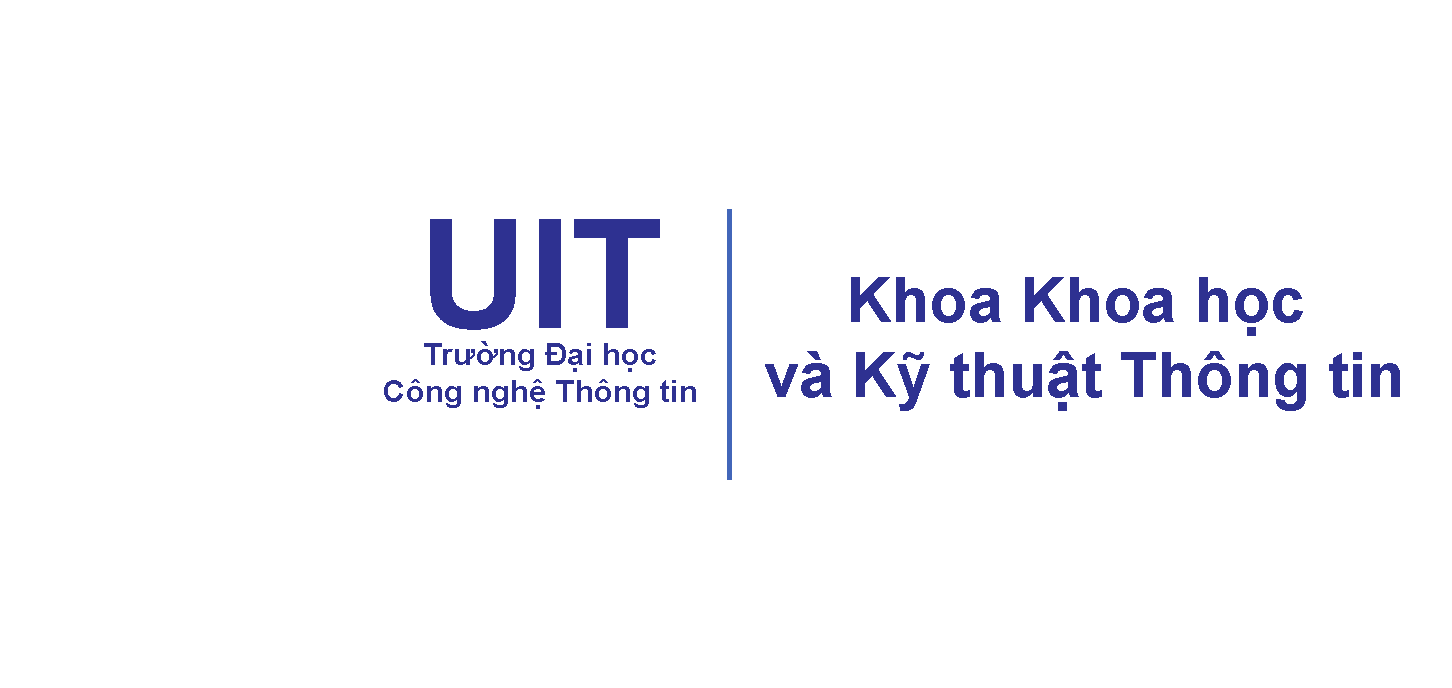 UIT
Trường Đại học
Công nghệ Thông tin
Khoa Khoa học
và Kỹ thuật Thông tin